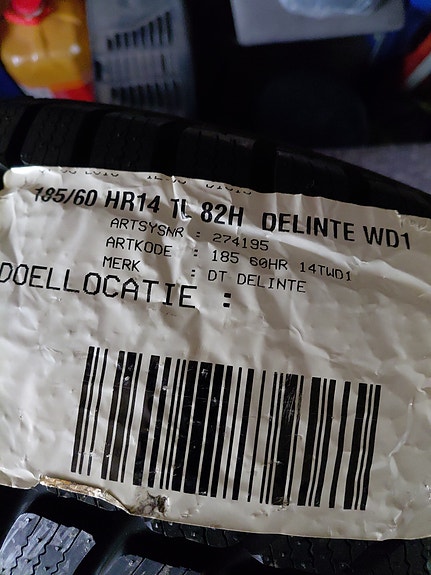 185/60 HR14 TL 82H DELINTE WD1
ARTSYSNR : 274195
ARTKODE : 185 60HR 14TWD1
MERK : DT DELINTE
DOELLOCATIE :